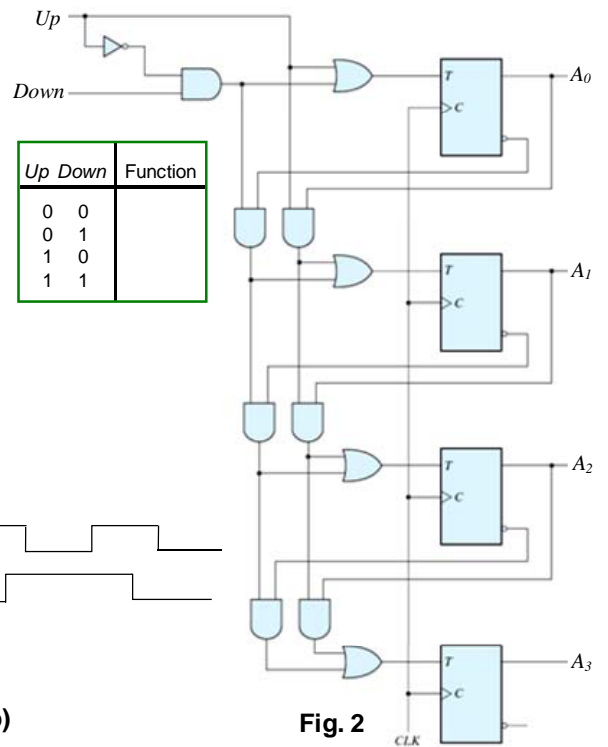 Up
Down
Up Down Function
0 0
0 1
1 0
1 1
T
C
A0
T
C
A1
T
C
A2
T
C
A3
)
Fig. 2
CLK